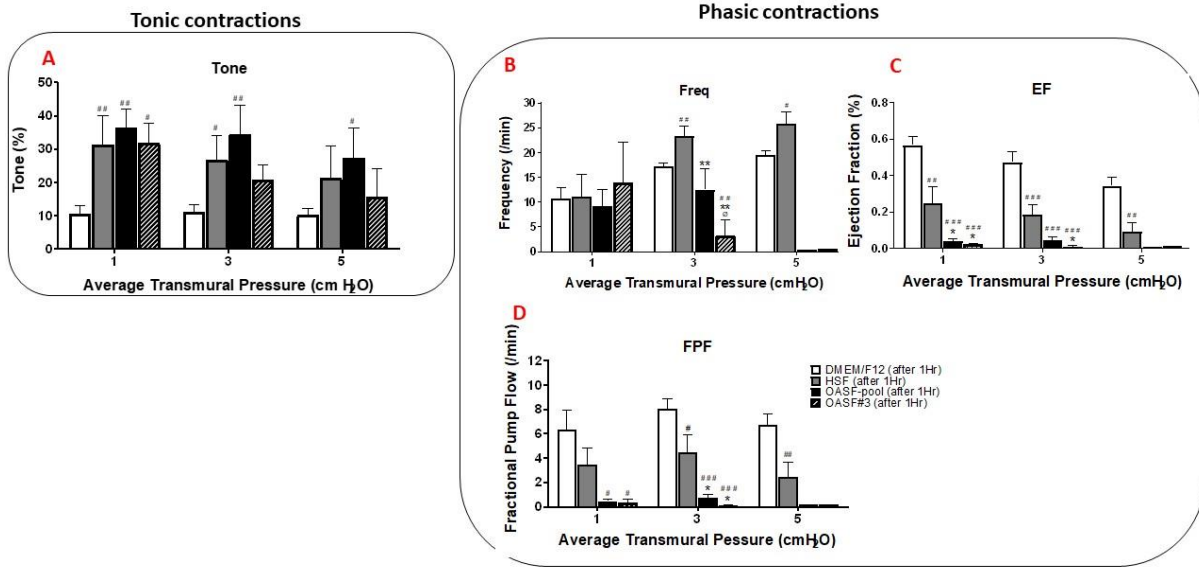 Tonic contractions
Phasic contractions
A
Tone
Tone (%)
50
40
30
20
10
0
## ## #
# ##
#
1 3 5
Average Transmural Pressure (cm H₂O)
B
Freq
Frequency (/min)
30
25
20
15
10
5
0
##
**
##
**
ø
#
1 3 5
Average Transmural Pressure (cmH₂O)
C
EF
Ejection Fraction (%)
0.8
0.6
0.4
0.2
0.0
##
###
*
###
*
###
###
###
*
##
1 3 5
Average Transmural Pressure (cmH₂O)
D
FPF
Fractional Pump Flow (/min)
12
10
8
6
4
2
0
# #
#
###
*
###
*
##
1 3 5
Average Transmural Pressure (cmH₂O)
DMEM/F12 (after 1Hr)
HSF (after 1Hr)
OASF-pool (after 1Hr)
OASF#3 (after 1Hr)